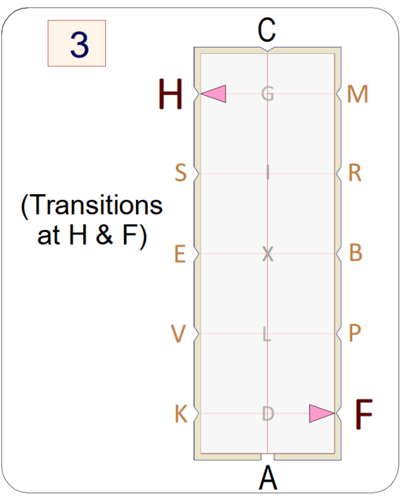 3
C
H G M
S I R
(Transitions
at H & F)
E X B
V L P
K D F
A